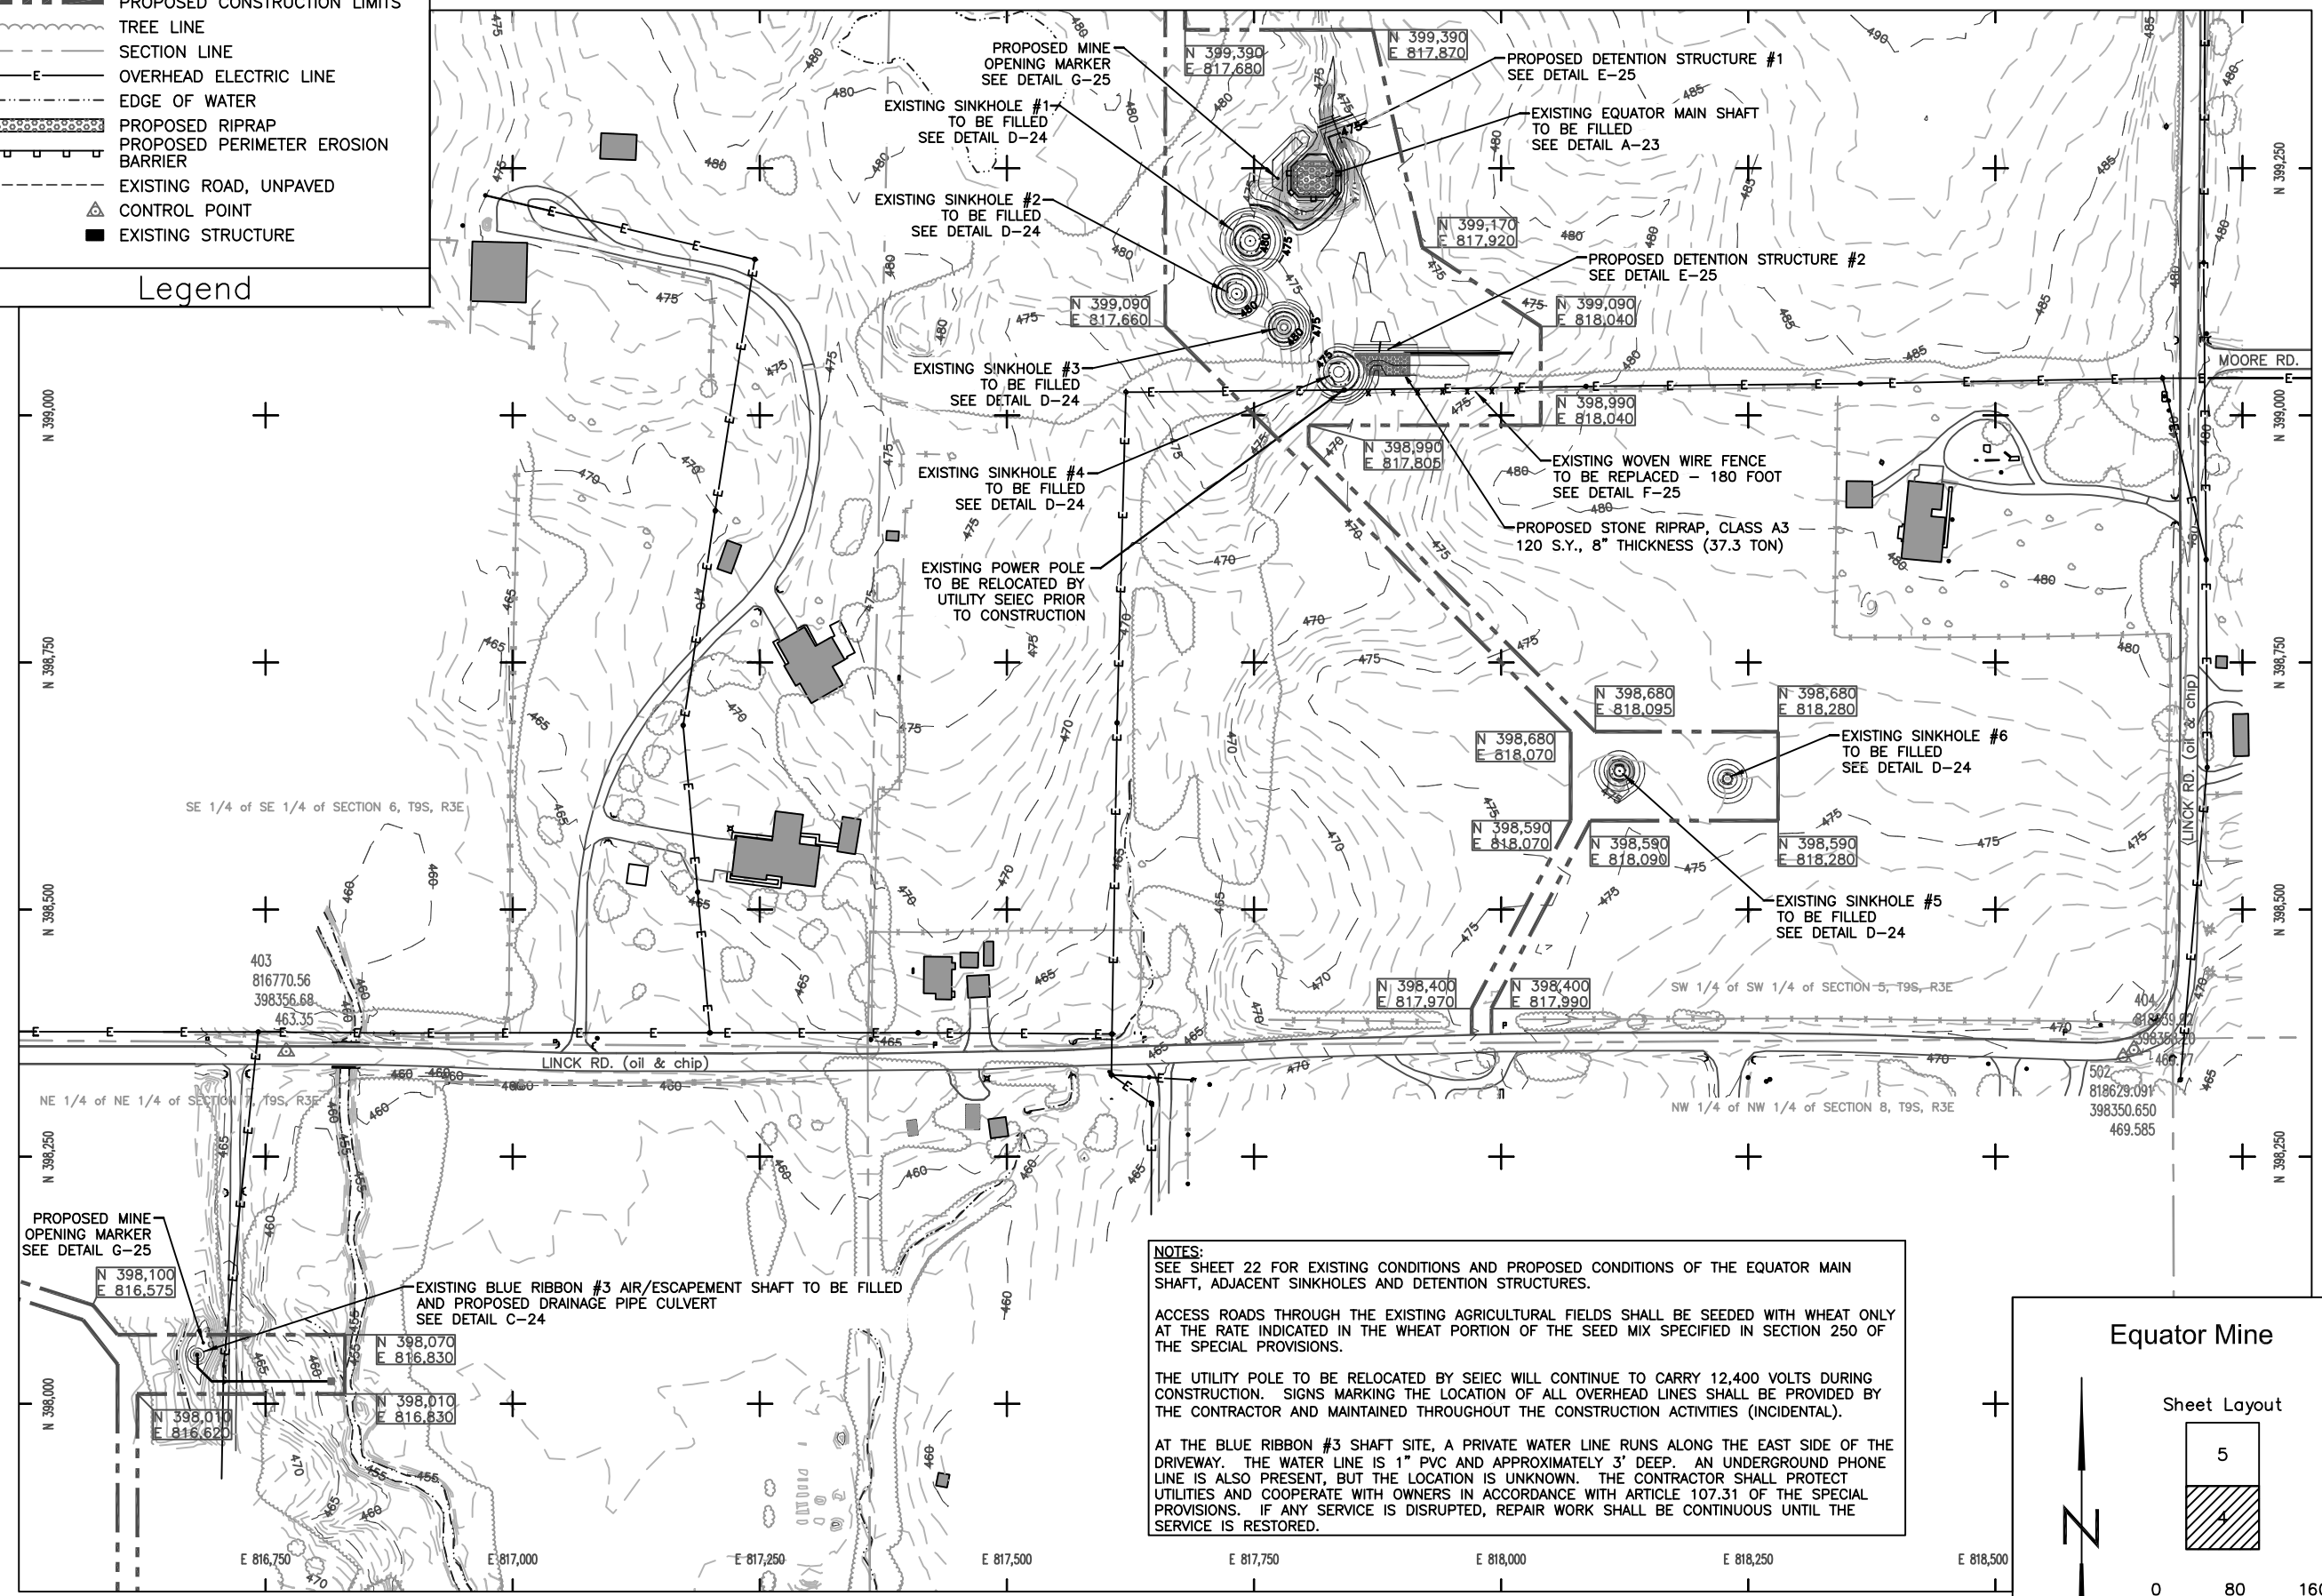 PROPOSED CONSTRUCTION LIMITS
TREE LINE
SECTION LINE
E OVERHEAD ELECTRIC LINE
EDGE OF WATER
PROPOSED RIPRAP
PROPOSED PERIMETER EROSION
BARRIER
EXISTING ROAD, UNPAVED
CONTROL POINT
EXISTING STRUCTURE
Legend
PROPOSED MINE
OPENING MARKER
SEE DETAIL G-25
EXISTING SINKHOLE #1
TO BE FILLED
SEE DETAIL D-24
EXISTING SINKHOLE #2
TO BE FILLED
SEE DETAIL D-24
N 399,390
E 817,680
N 399,390
E 817,870
PROPOSED DETENTION STRUCTURE #1
SEE DETAIL E-25
EXISTING EQUATOR MAIN SHAFT
TO BE FILLED
SEE DETAIL A-23
N 399,170
E 817,920
PROPOSED DETENTION STRUCTURE #2
SEE DETAIL E-25
N 399,090
E 817,660
N 399,090
E 818,040
EXISTING SINKHOLE #3
TO BE FILLED
SEE DETAIL D-24
N 398,990
E 818,040
N 398,990
E 817,805
EXISTING SINKHOLE #4
TO BE FILLED
SEE DETAIL D-24
EXISTING WOVEN WIRE FENCE
TO BE REPLACED - 180 FOOT
SEE DETAIL F-25
PROPOSED STONE RIPRAP, CLASS A3
120 S.Y., 8" THICKNESS (37.3 TON)
EXISTING POWER POLE
TO BE RELOCATED BY
UTILITY SEIEC PRIOR
TO CONSTRUCTION
MOORE RD.
N 399,250
N 399,000
N 399,000
N 398,750
N 398,750
N 398,500
N 398,500
N 398,250
N 398,250
N 398,000
LINCK RD. (oil & chip)
N 398,680
E 818,095
N 398,680
E 818,280
N 398,680
E 818,070
EXISTING SINKHOLE #6
TO BE FILLED
SEE DETAIL D-24
N 398,590
E 818,070
N 398,590
E 818,090
N 398,590
E 818,280
EXISTING SINKHOLE #5
TO BE FILLED
SEE DETAIL D-24
SE 1/4 of SE 1/4 of SECTION 6, T9S, R3E
403
816770.56
398356.68
463.35
N 398,400
E 817,970
N 398,400
E 817,990
SW 1/4 of SW 1/4 of SECTION 5, T9S, R3E
404
LINCK RD. (oil & chip)
NE 1/4 of NE 1/4 of SECTION 7, T9S, R3E
NW 1/4 of NW 1/4 of SECTION 8, T9S, R3E
502
818629.091
398350.650
469.585
PROPOSED MINE
OPENING MARKER
SEE DETAIL G-25
N 398,100
E 816,575
EXISTING BLUE RIBBON #3 AIR/ESCAPEMENT SHAFT TO BE FILLED
AND PROPOSED DRAINAGE PIPE CULVERT
SEE DETAIL C-24
N 398,070
E 816,830
N 398,010
E 816,830
N 398,010
E 816,620
NOTES:
SEE SHEET 22 FOR EXISTING CONDITIONS AND PROPOSED CONDITIONS OF THE EQUATOR MAIN
SHAFT, ADJACENT SINKHOLES AND DETENTION STRUCTURES.
ACCESS ROADS THROUGH THE EXISTING AGRICULTURAL FIELDS SHALL BE SEEDED WITH WHEAT ONLY
AT THE RATE INDICATED IN THE WHEAT PORTION OF THE SEED MIX SPECIFIED IN SECTION 250 OF
THE SPECIAL PROVISIONS.
THE UTILITY POLE TO BE RELOCATED BY SEIEC WILL CONTINUE TO CARRY 12,400 VOLTS DURING
CONSTRUCTION. SIGNS MARKING THE LOCATION OF ALL OVERHEAD LINES SHALL BE PROVIDED BY
THE CONTRACTOR AND MAINTAINED THROUGHOUT THE CONSTRUCTION ACTIVITIES (INCIDENTAL).
AT THE BLUE RIBBON #3 SHAFT SITE, A PRIVATE WATER LINE RUNS ALONG THE EAST SIDE OF THE
DRIVEWAY. THE WATER LINE IS 1" PVC AND APPROXIMATELY 3' DEEP. AN UNDERGROUND PHONE
LINE IS ALSO PRESENT, BUT THE LOCATION IS UNKNOWN. THE CONTRACTOR SHALL PROTECT
UTILITIES AND COOPERATE WITH OWNERS IN ACCORDANCE WITH ARTICLE 107.31 OF THE SPECIAL
PROVISIONS. IF ANY SERVICE IS DISRUPTED, REPAIR WORK SHALL BE CONTINUOUS UNTIL THE
SERVICE IS RESTORED.
E 816,750
E 817,000
E 817,250
E 817,500
E 817,750
E 818,000
E 818,250
E 818,500
Equator Mine
Sheet Layout
5
4
N
0 80